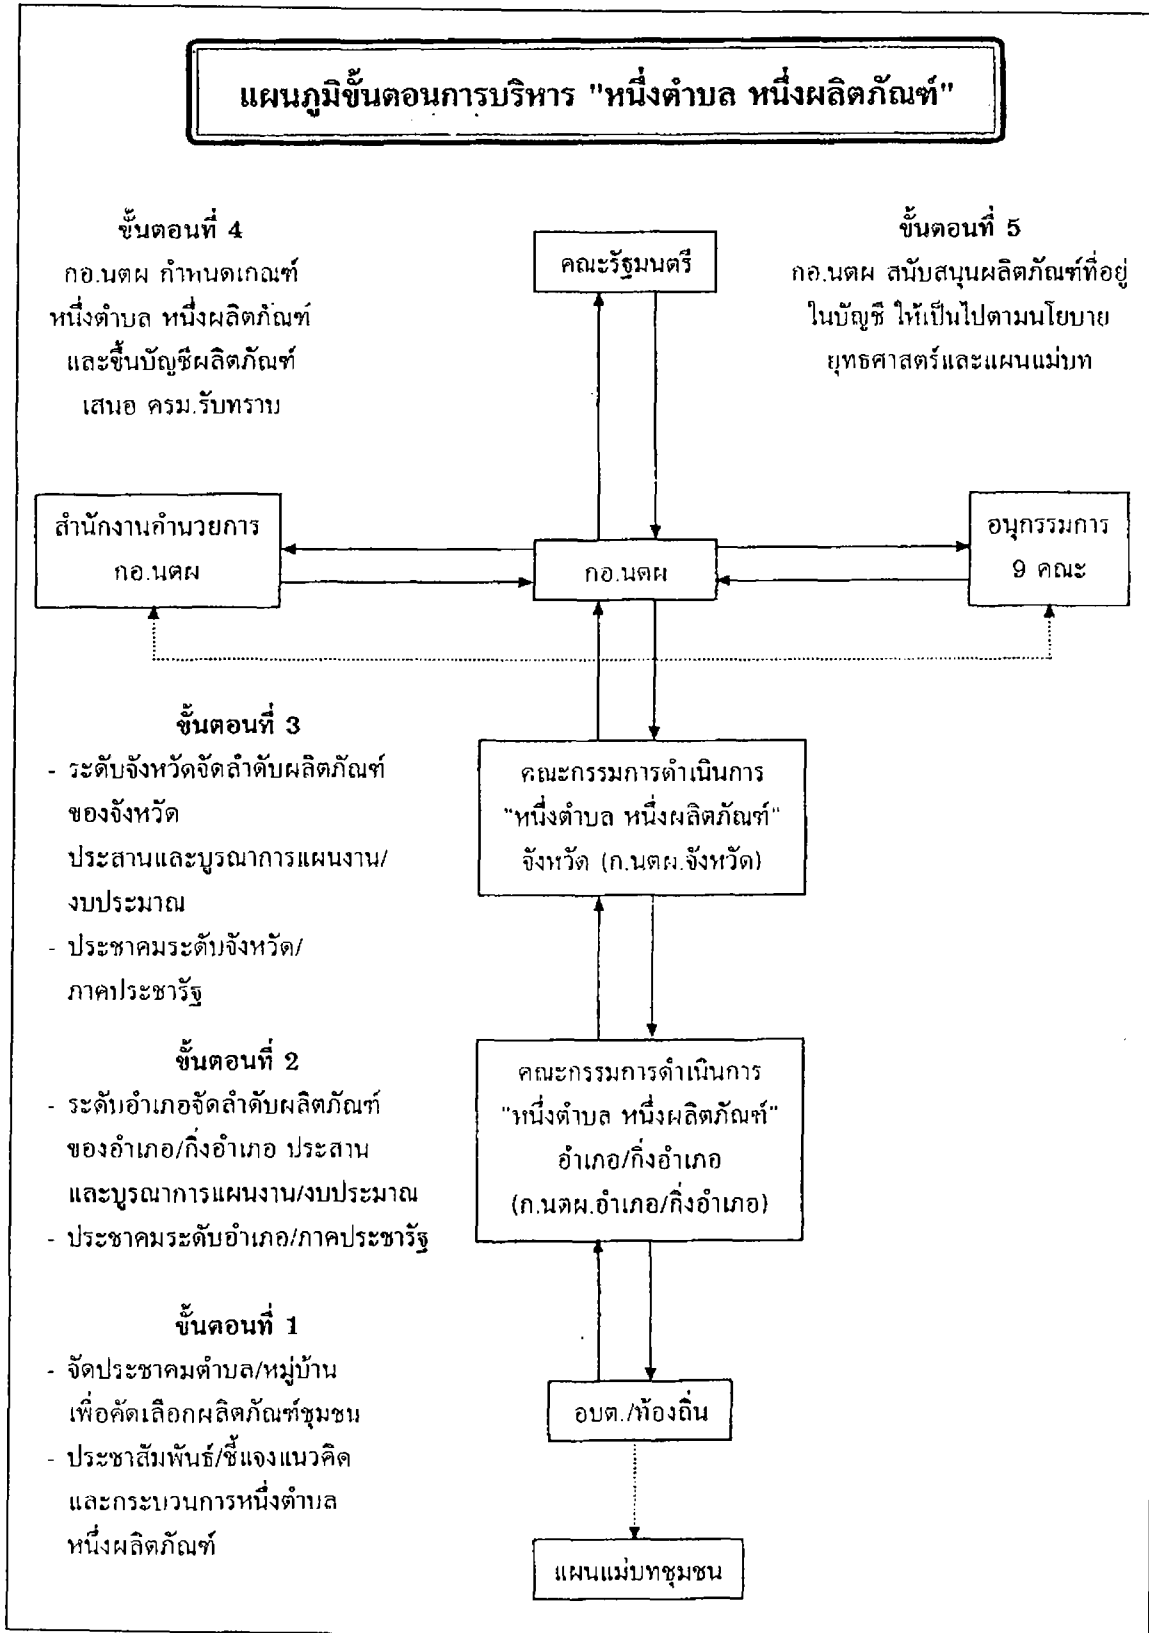 แผนภูมิขั้นตอนการบริหาร "หนึ่งตำบล หนึ่งผลิตภัณฑ์"
ขั้นตอนที่ 4
กอ.นตผ กำหนดเกณฑ์
หนึ่งตำบล หนึ่งผลิตภัณฑ์
และขึ้นบัญชีผลิตภัณฑ์
เสนอ ครม.รับทราบ
คณะรัฐมนตรี
ขั้นตอนที่ 5
กอ.นตผ สนับสนุนผลิตภัณฑ์ที่อยู่
ในบัญชี ให้เป็นไปตามนโยบาย
ยุทธศาสตร์และแผนแม่บท
สำนักงานอำนวยการ
กอ.นตผ
กอ.นตผ
อนุกรรมการ
9 คณะ
ขั้นตอนที่ 3
- ระดับจังหวัดจัดลำดับผลิตภัณฑ์
ของจังหวัด
ประสานและบูรณาการแผนงาน/
งบประมาณ
- ประชาคมระดับจังหวัด/
ภาคประชารัฐ
คณะกรรมการดำเนินการ
"หนึ่งตำบล หนึ่งผลิตภัณฑ์"
จังหวัด (ก.นตผ.จังหวัด)
ขั้นตอนที่ 2
- ระดับอำเภอจัดลำดับผลิตภัณฑ์
ของอำเภอ/กิ่งอำเภอ ประสาน
และบูรณาการแผนงาน/งบประมาณ
- ประชาคมระดับอำเภอ/ภาคประชารัฐ
คณะกรรมการดำเนินการ
"หนึ่งตำบล หนึ่งผลิตภัณฑ์"
อำเภอ/กิ่งอำเภอ
(ก.นตผ.อำเภอ/กิ่งอำเภอ)
ขั้นตอนที่ 1
- จัดประชาคมตำบล/หมู่บ้าน
เพื่อคัดเลือกผลิตภัณฑ์ชุมชน
- ประชาสัมพันธ์/ชี้แจงแนวคิด
และกระบวนการหนึ่งตำบล
หนึ่งผลิตภัณฑ์
อบต./ท้องถิ่น
แผนแม่บทชุมชน